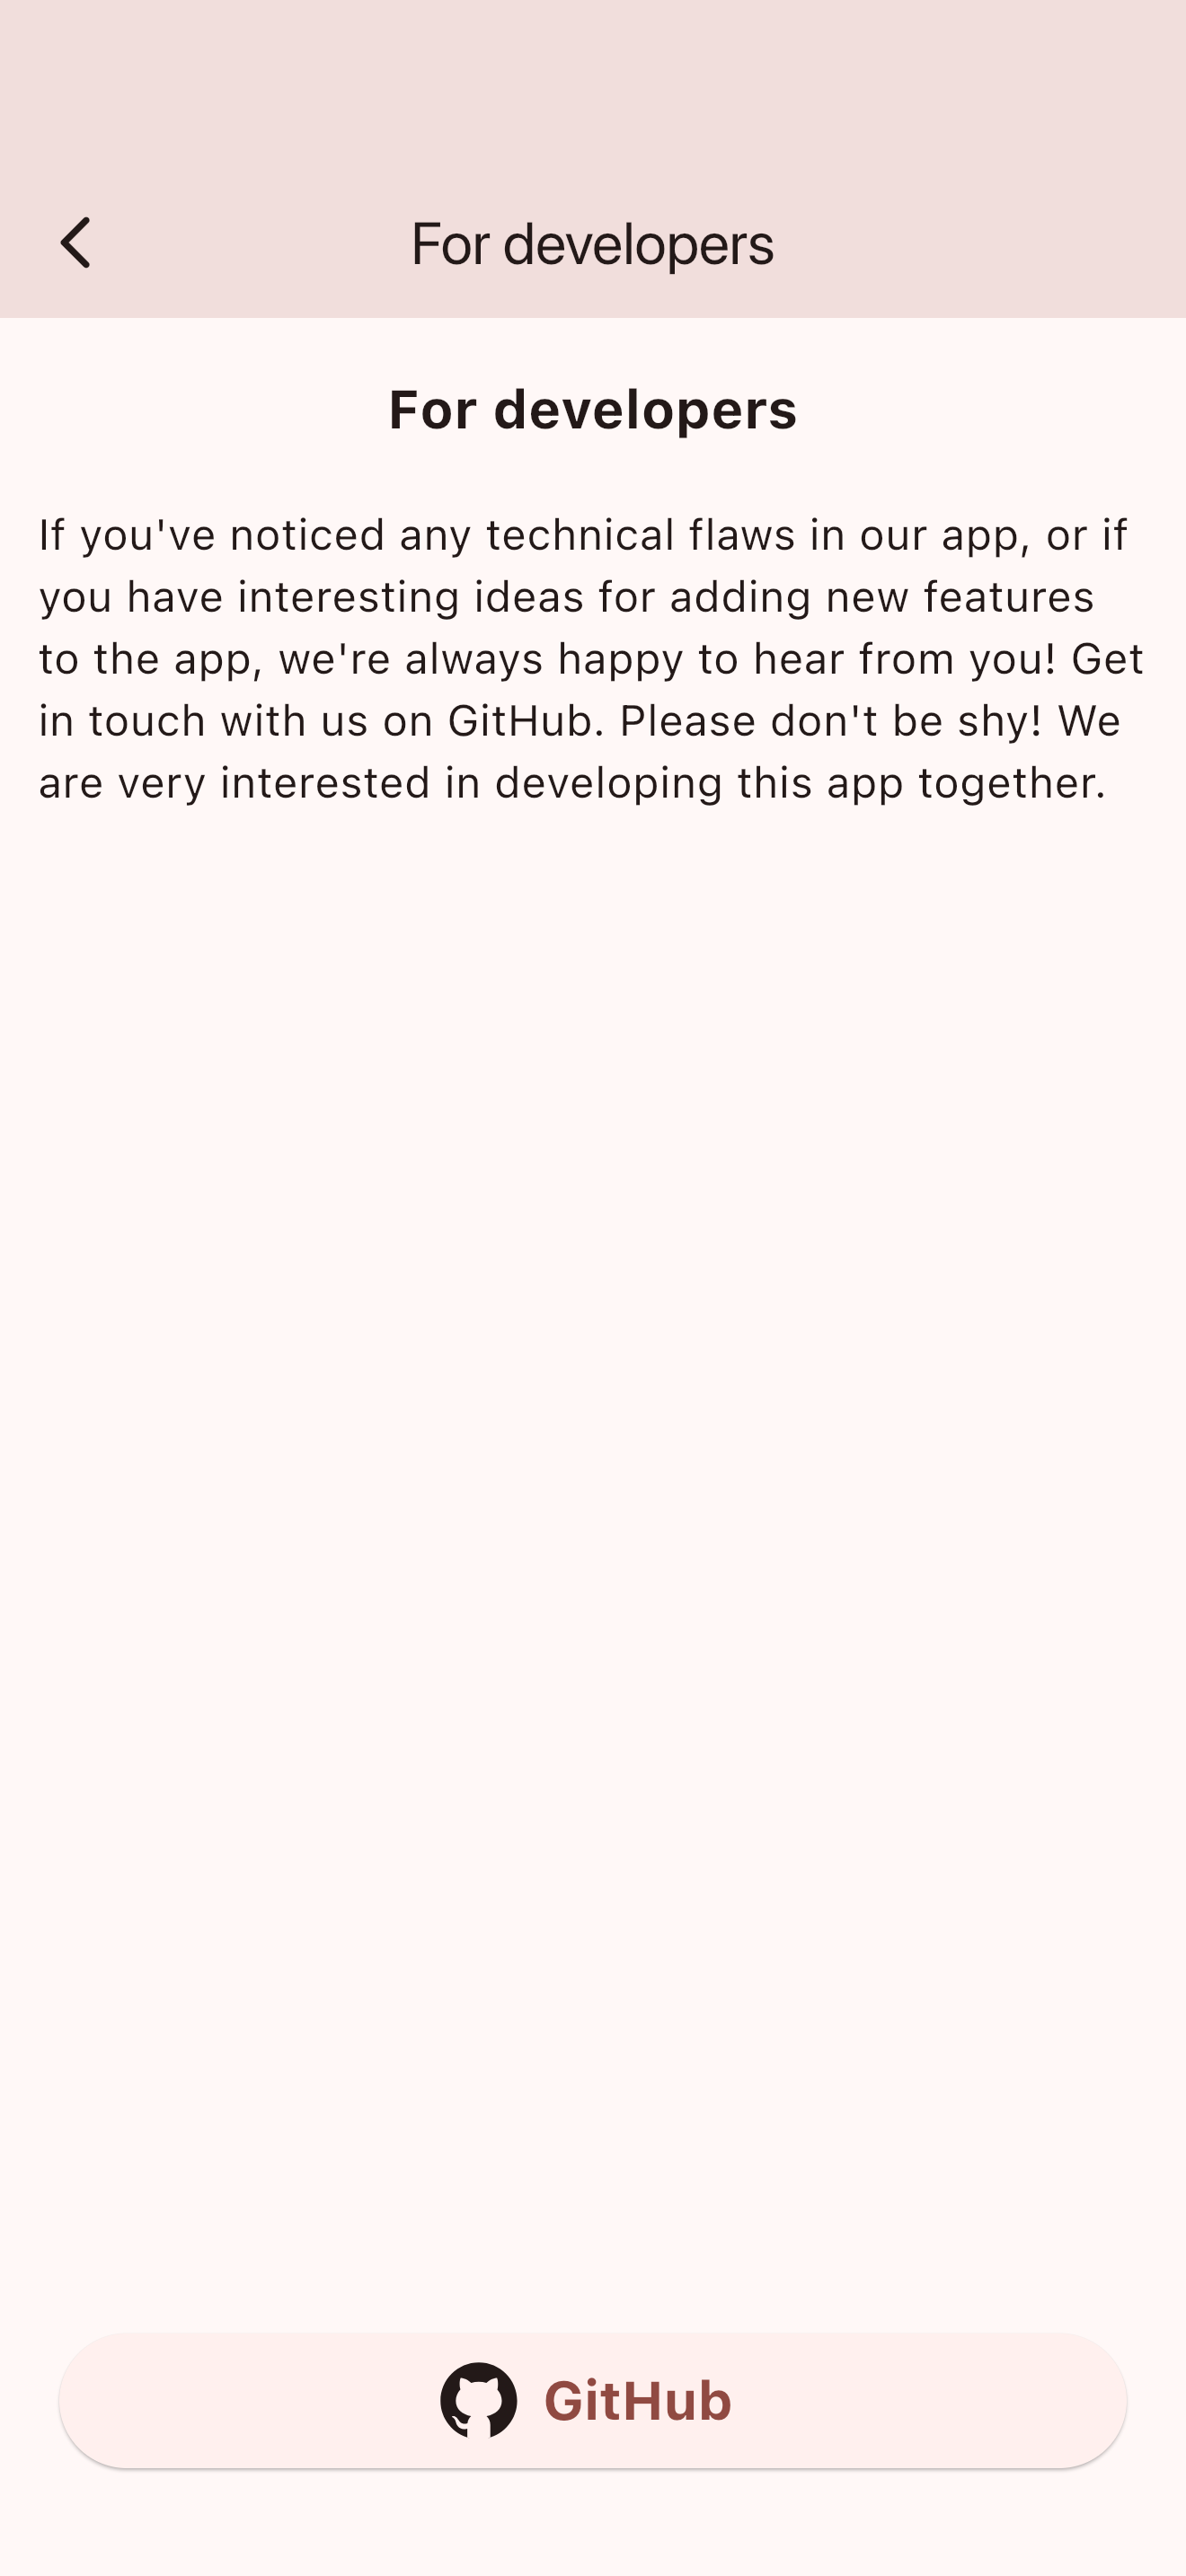 For developers
For developers
If you've noticed any technical flaws in our app, or if
you have interesting ideas for adding new features
to the app, we're always happy to hear from you! Get
in touch with us on GitHub. Please don't be shy! We
are very interested in developing this app together.
GitHub